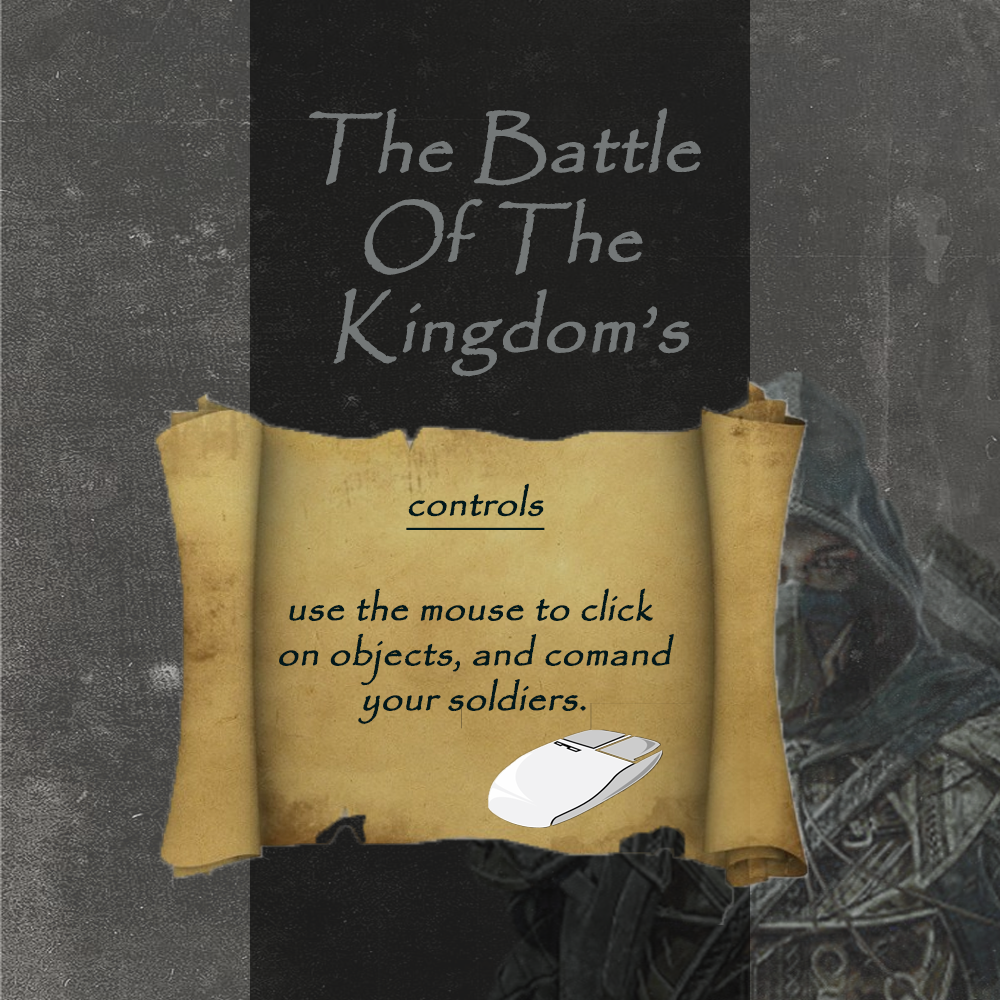 The Battle
Of The
Kingdom's
controls
use the mouse to click
on objects, and comand
your soldiers.